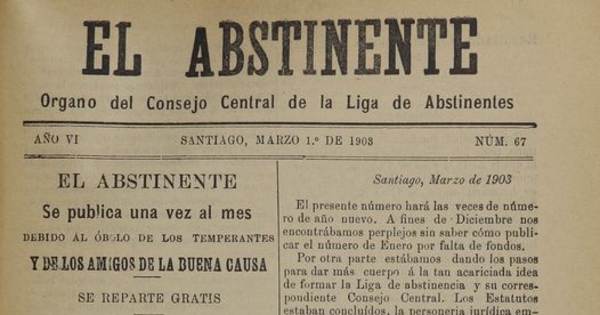 EL ABSTINENTE
Organo del Consejo Central de la Liga de Abstinentes
AÑO VI SANTIAGO, MARZO 1.º DE 1903 NÚM. 67
EL ABSTINENTE
Se publica una vez al mes
DEBIDO AL ÓBOLO DE LOS TEMPERANTES
Y DE LOS AMIGOS DE LA BUENA CAUSA
SE REPARTE GRATIS
Santiago, Marzo de 1903
El presente número hará las veces de núme-
ro de año nuevo. A fines de Diciembre nos
encontrábamos perplejos sin saber cómo publi-
car el número de Enero por falta de fondos.
Por otra parte estábamos dando los pasos
para dar más cuerpo á la tan acariciada idea
de formar la Liga de abstinencia y su corres-
pondiente Consejo Central. Los Estatutos
estaban concluídos, la personería jurídica em-